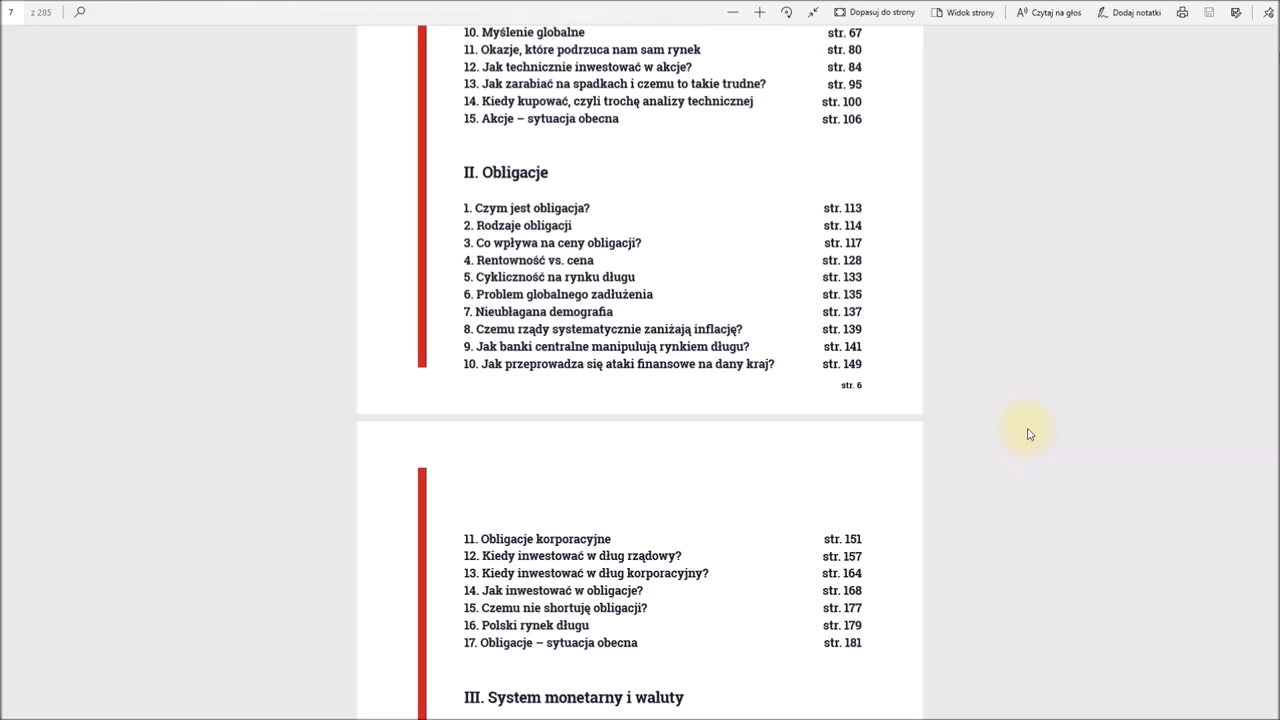 7 z 285 Dopasuj do strony Widok strony Czytaj na głos Dodaj notatki
10. Myślenie globalne str. 67
11. Okazje, które podrzuca nam sam rynek str. 80
12. Jak technicznie inwestować w akcje? str. 84
13. Jak zarabiać na spadkach i czemu to takie trudne? str. 95
14. Kiedy kupować, czyli trochę analizy technicznej str. 100
15. Akcje – sytuacja obecna str. 106
II. Obligacje
1. Czym jest obligacja? str. 113
2. Rodzaje obligacji str. 114
3. Co wpływa na ceny obligacji? str. 117
4. Rentowność vs. cena str. 128
5. Cykliczność na rynku długu str. 133
6. Problem globalnego zadłużenia str. 135
7. Nieubłagana demografia str. 137
8. Czemu rządy systematycznie zaniżają inflację? str. 139
9. Jak banki centralne manipulują rynkiem długu? str. 141
10. Jak przeprowadza się ataki finansowe na dany kraj? str. 149
str. 6
11. Obligacje korporacyjne str. 151
12. Kiedy inwestować w dług rządowy? str. 157
13. Kiedy inwestować w dług korporacyjny? str. 164
14. Jak inwestować w obligacje? str. 168
15. Czemu nie shortuję obligacji? str. 177
16. Polski rynek długu str. 179
17. Obligacje – sytuacja obecna str. 181
III. System monetarny i waluty